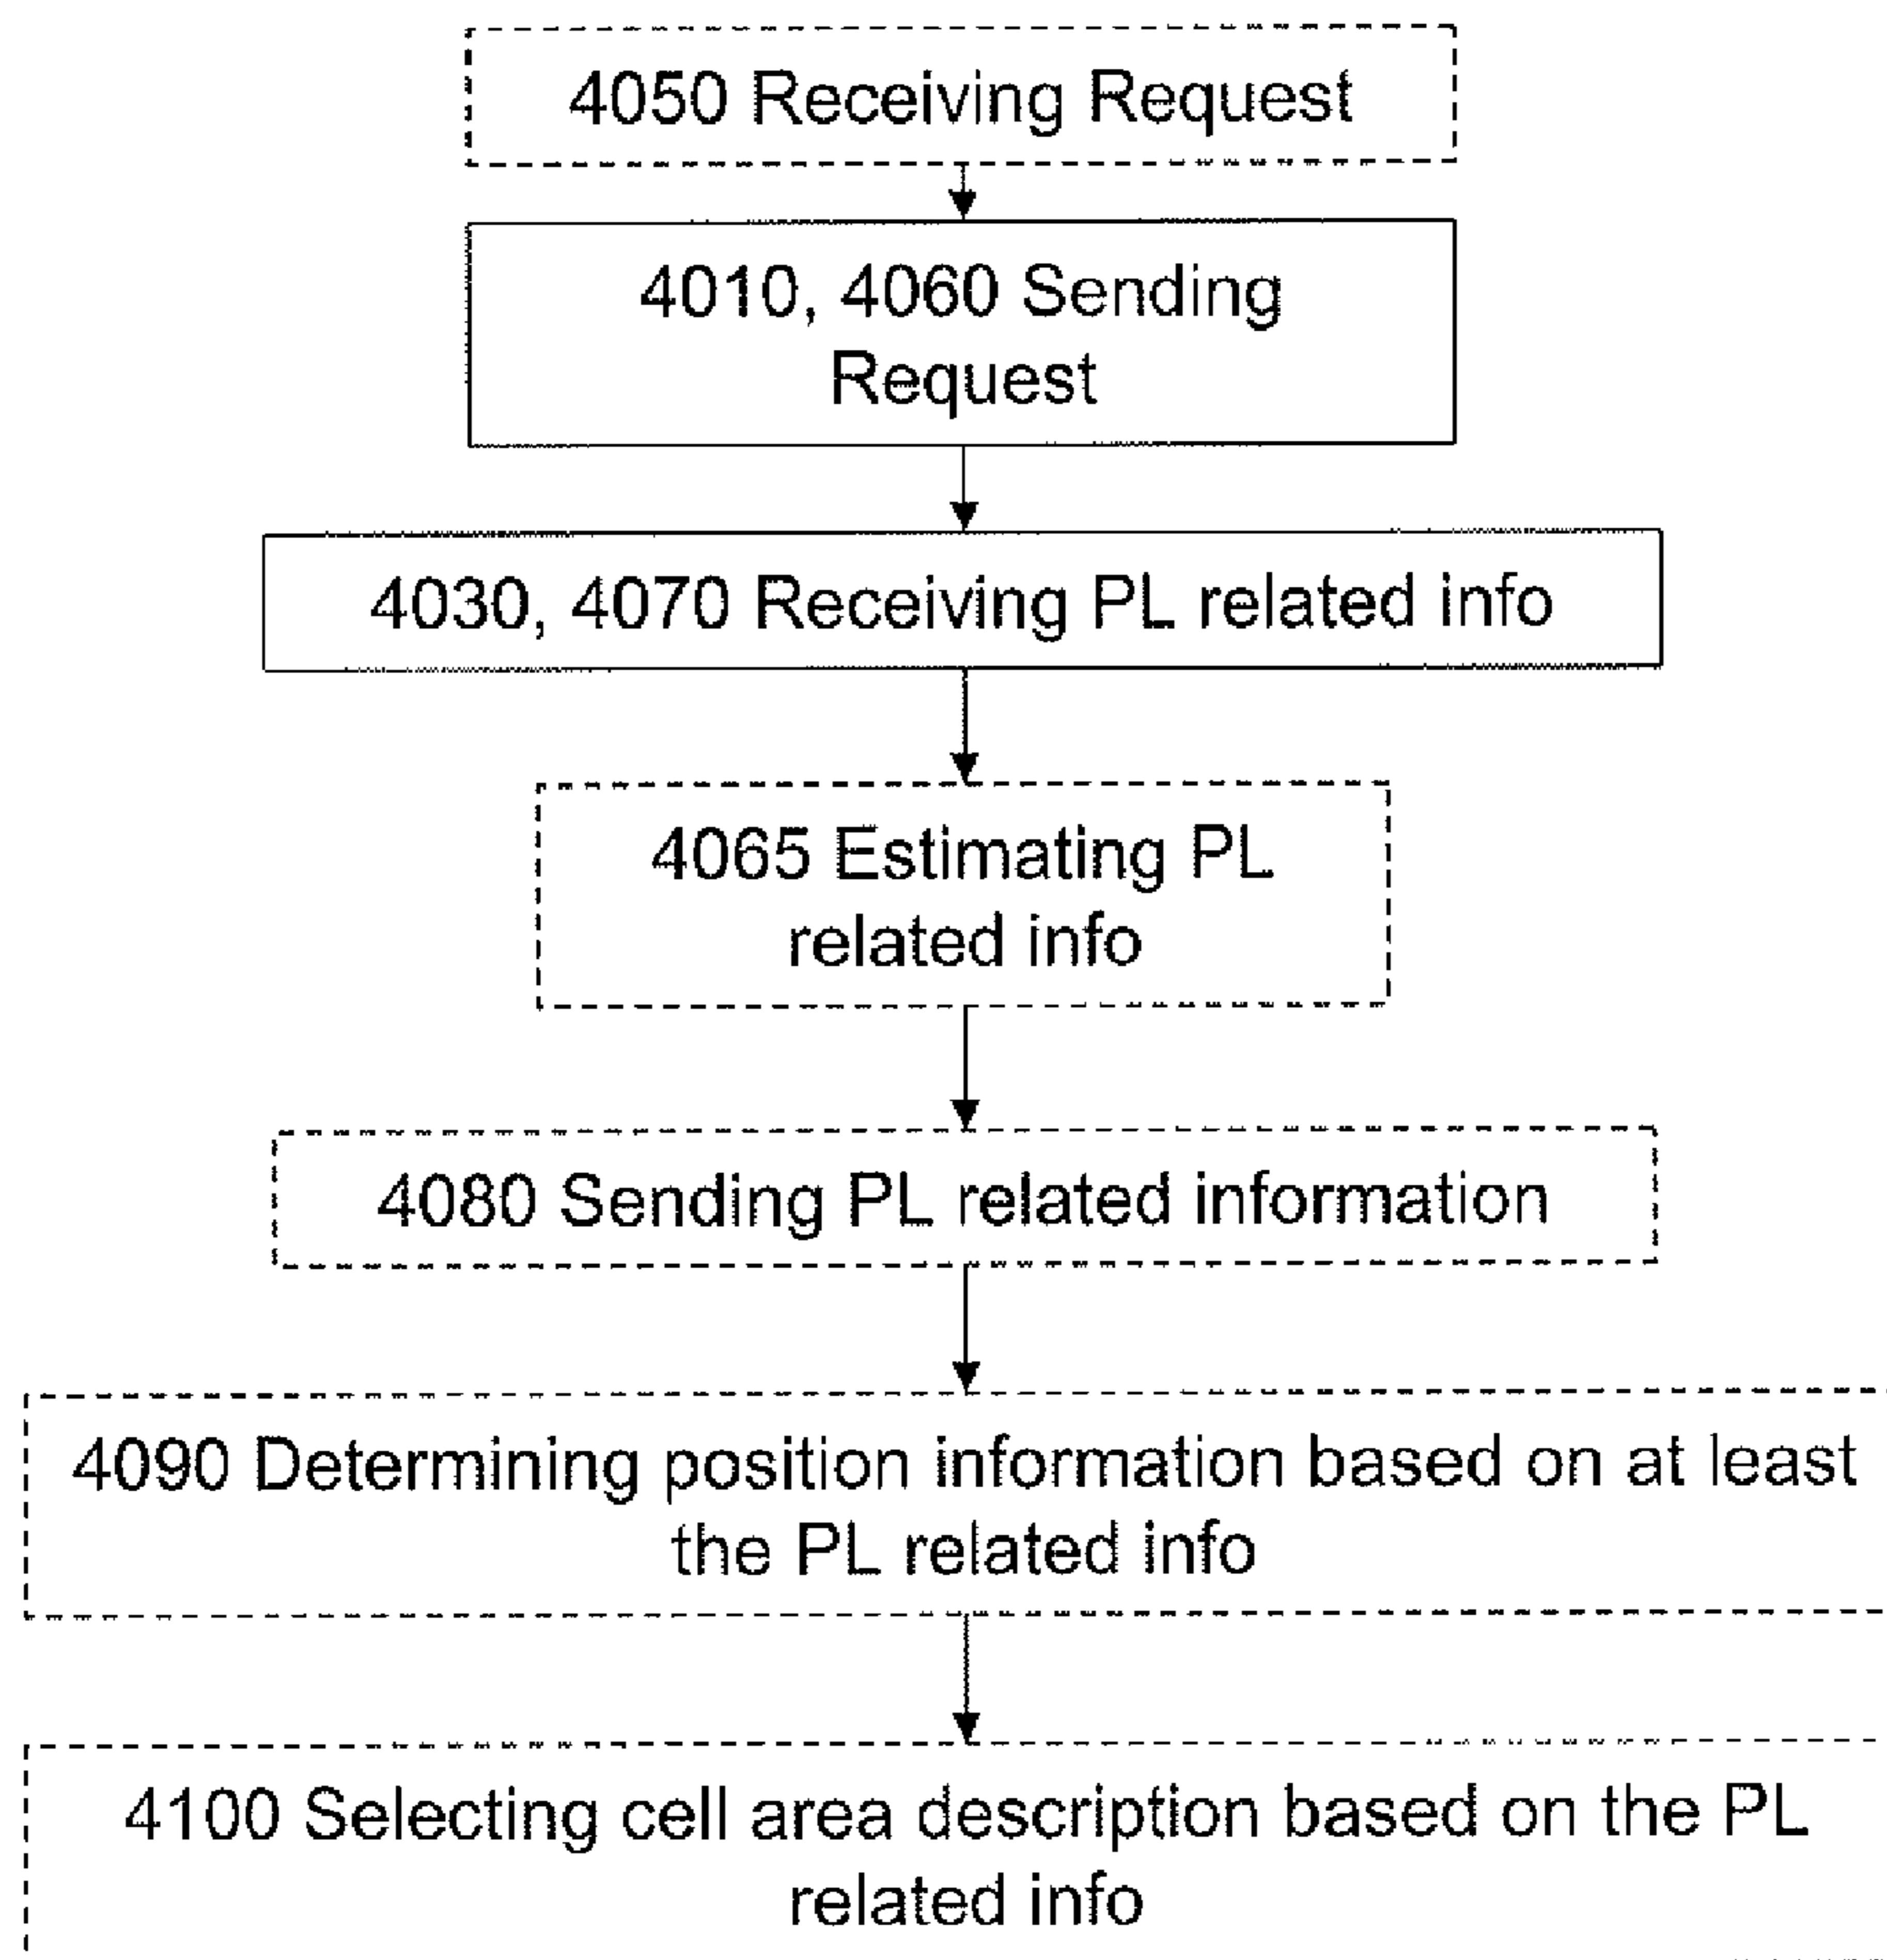 4050 Receiving Request
4010, 4060 Sending
Request
4030, 4070 Receiving PL related info
4065 Estimating PL
related info
4080 Sending PL related information
4090 Determining position information based on at least
the PL related info
4100 Selecting cell area description based on the PL
related info